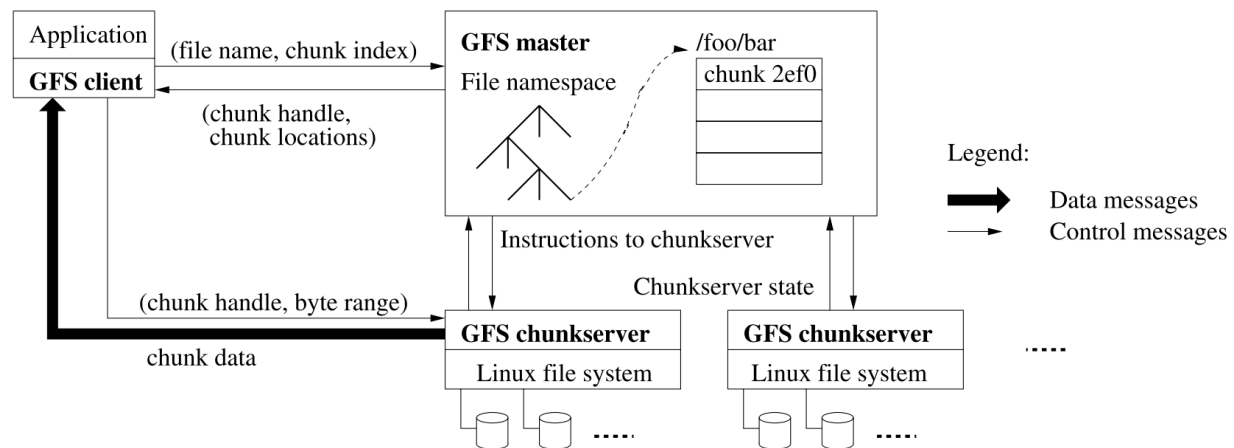 Application
GFS client
(file name, chunk index)
(chunk handle,
chunk locations)
GFS master
File namespace
/foo/bar
chunk 2ef0
Legend:
Data messages
Control messages
Instructions to chunkserver
Chunkserver state
(chunk handle, byte range)
chunk data
GFS chunkserver
Linux file system
GFS chunkserver
Linux file system